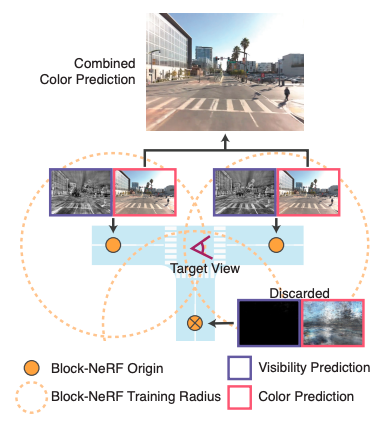 Combined
Color Prediction
Target View
Discarded
Block-NeRF Origin
Visibility Prediction
Block-NeRF Training Radius
Color Prediction